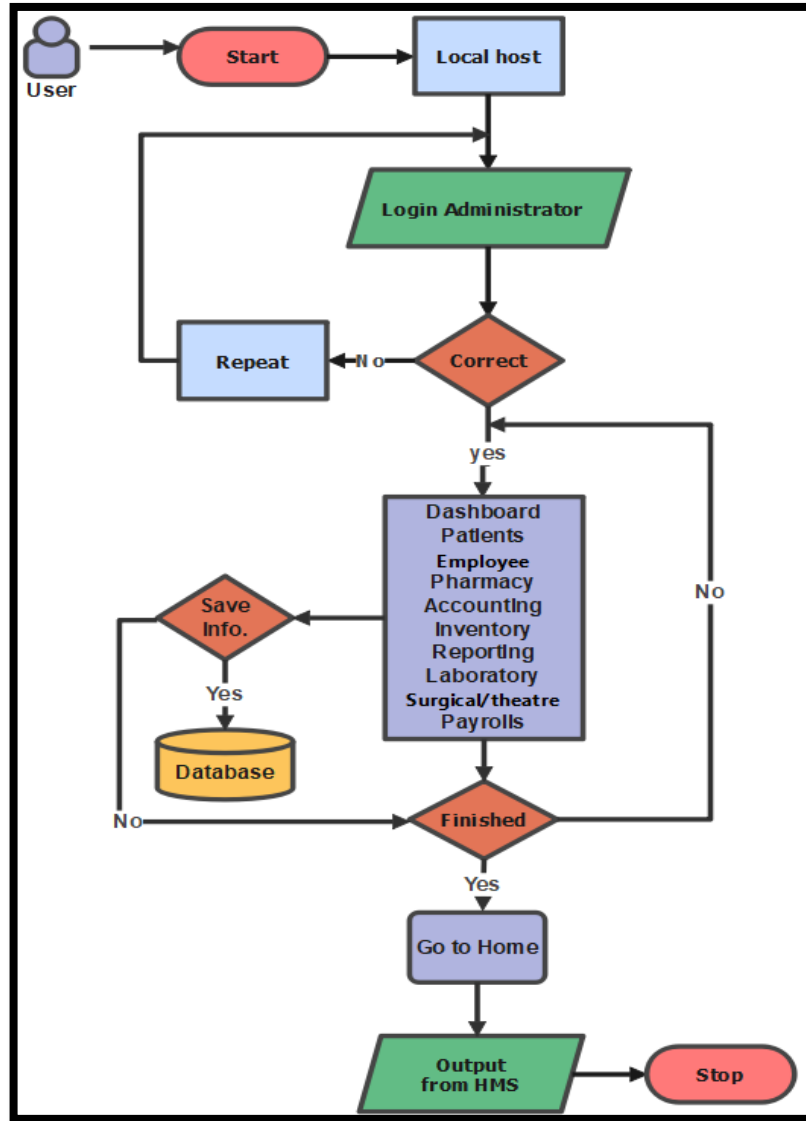 User
Start
Local host
Login Administrator
Correct
No
Repeat
yes
Dashboard
Patients
Employee
Pharmacy
Accounting
Inventory
Reporting
Laboratory
Surgical/theatre
Payrolls
No
Save
Info.
Yes
Database
No
Finished
Yes
Go to Home
Output
from HMS
Stop